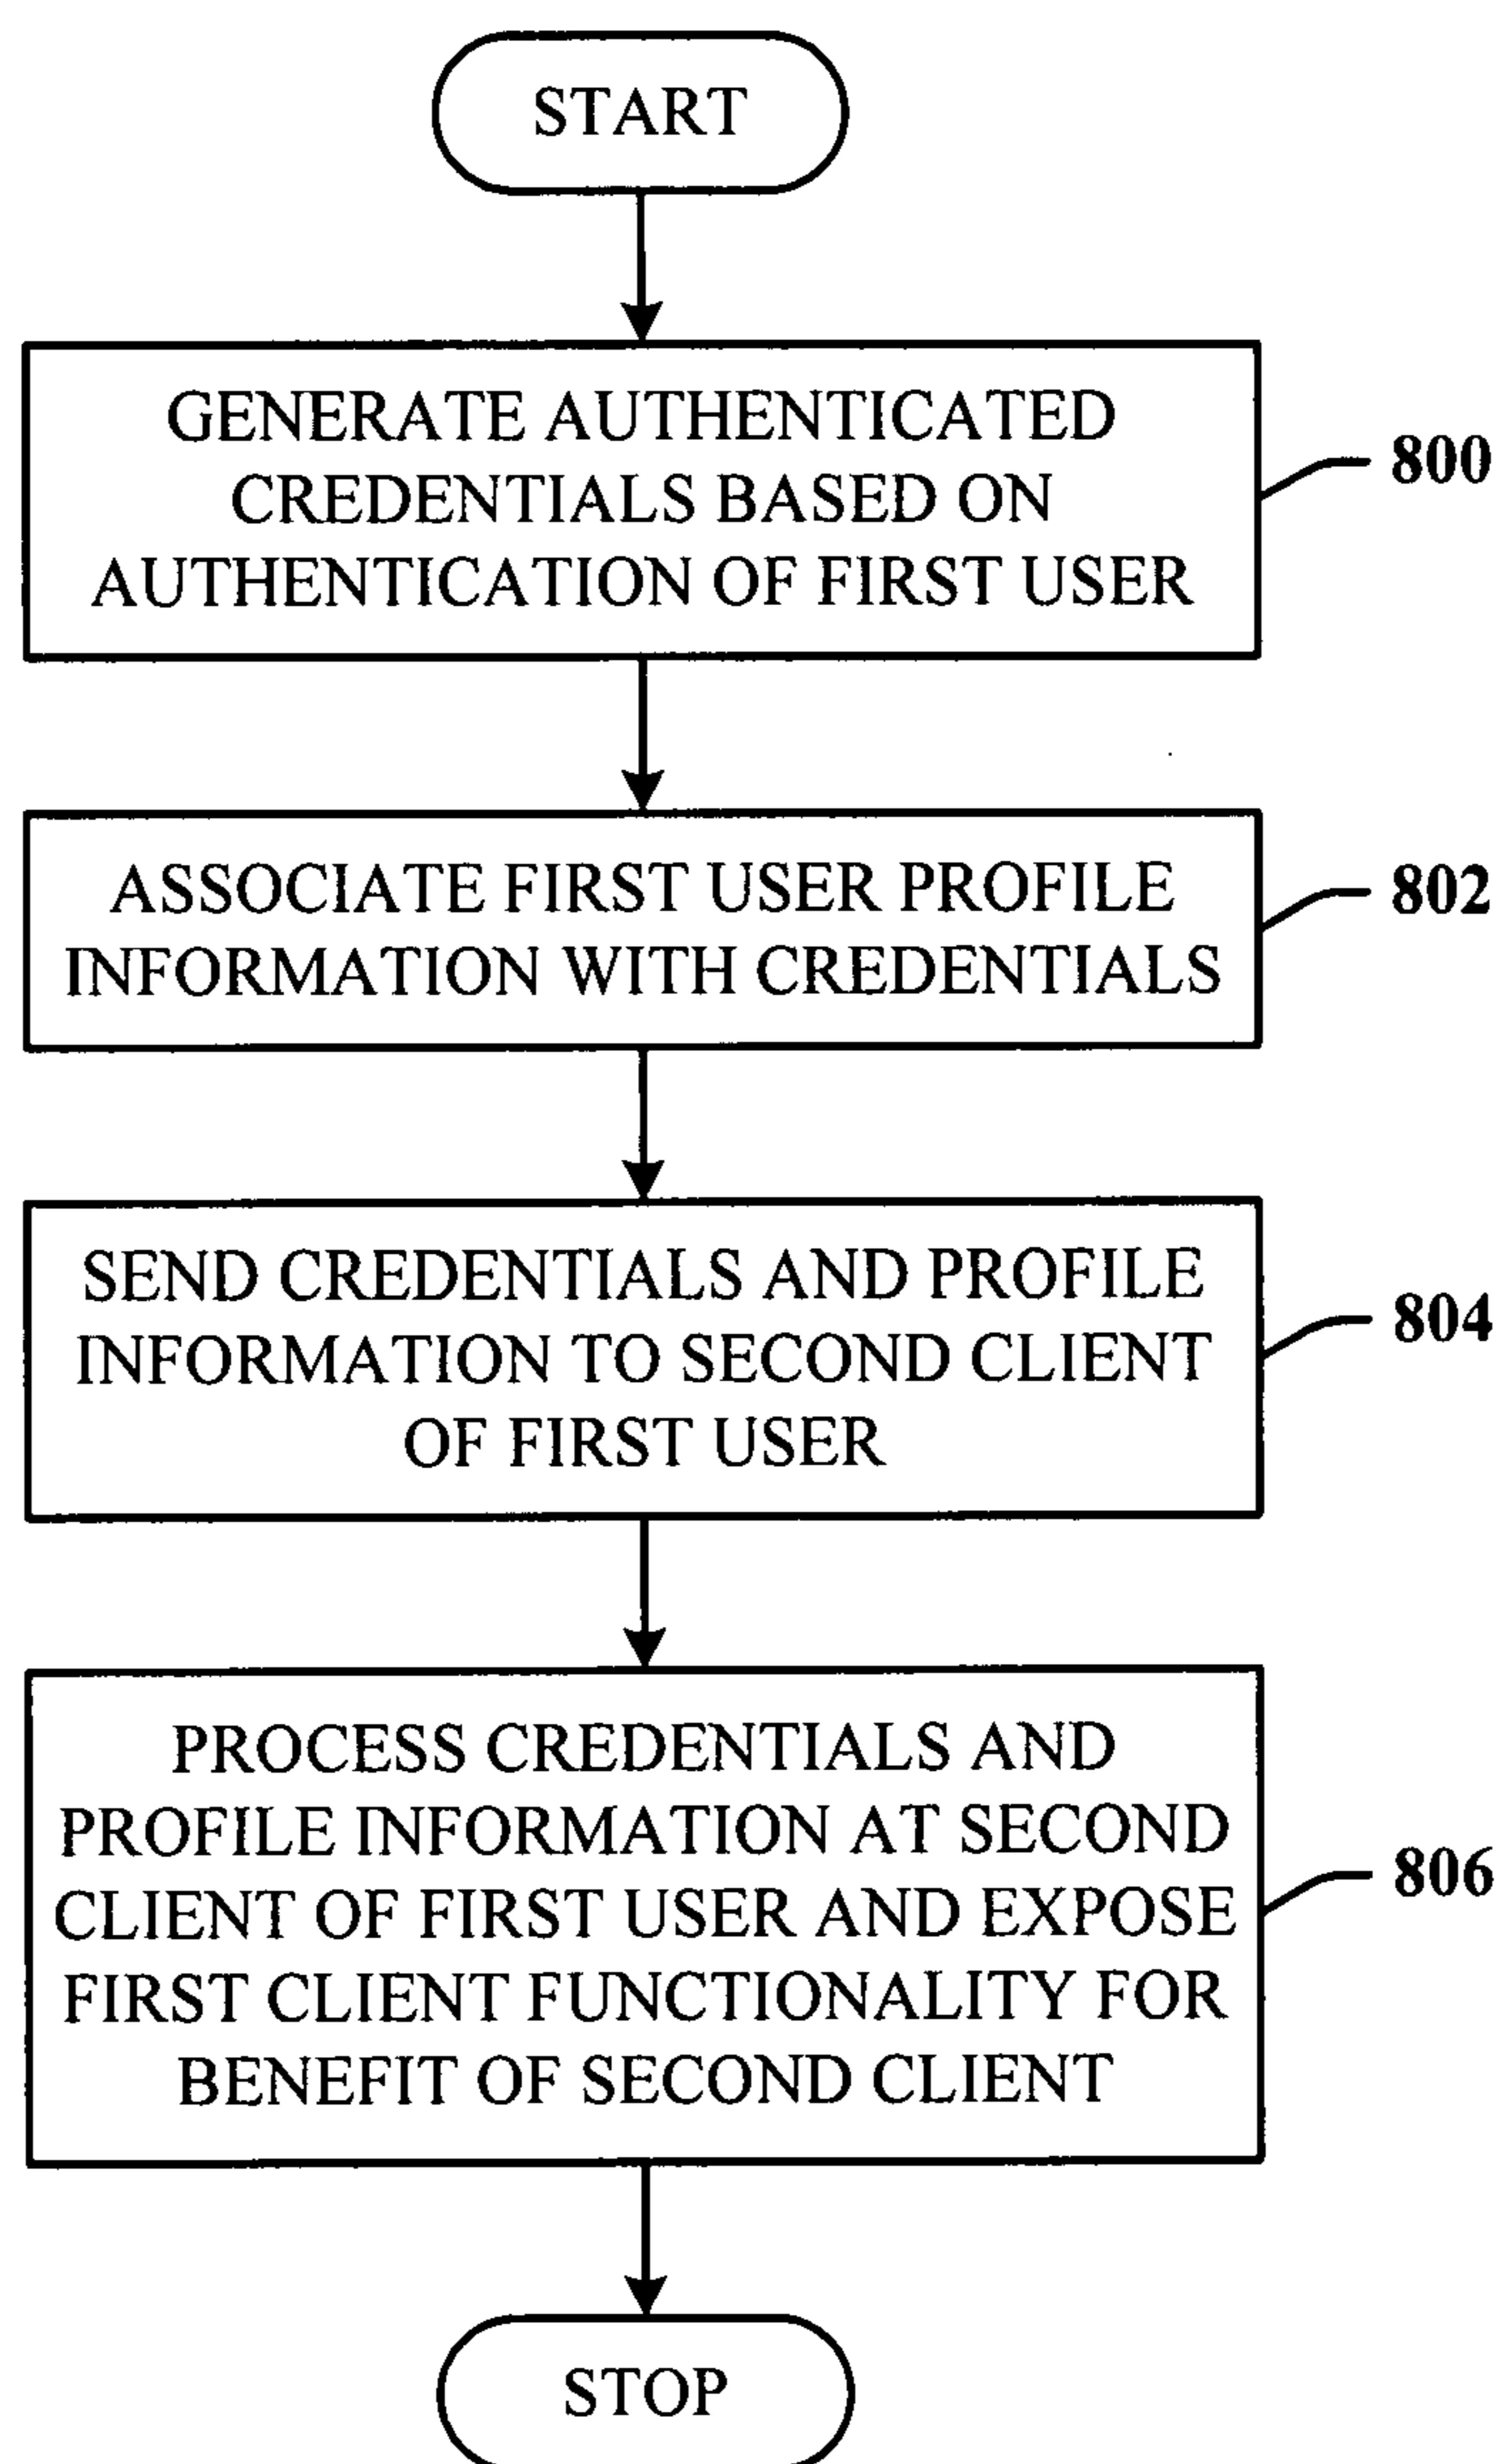 START
GENERATE AUTHENTICATED
CREDENTIALS BASED ON
AUTHENTICATION OF FIRST USER
800
ASSOCIATE FIRST USER PROFILE
INFORMATION WITH CREDENTIALS
802
SEND CREDENTIALS AND PROFILE
INFORMATION TO SECOND CLIENT
OF FIRST USER
804
PROCESS CREDENTIALS AND
PROFILE INFORMATION AT SECOND
CLIENT OF FIRST USER AND EXPOSE
FIRST CLIENT FUNCTIONALITY FOR
BENEFIT OF SECOND CLIENT
806
STOP